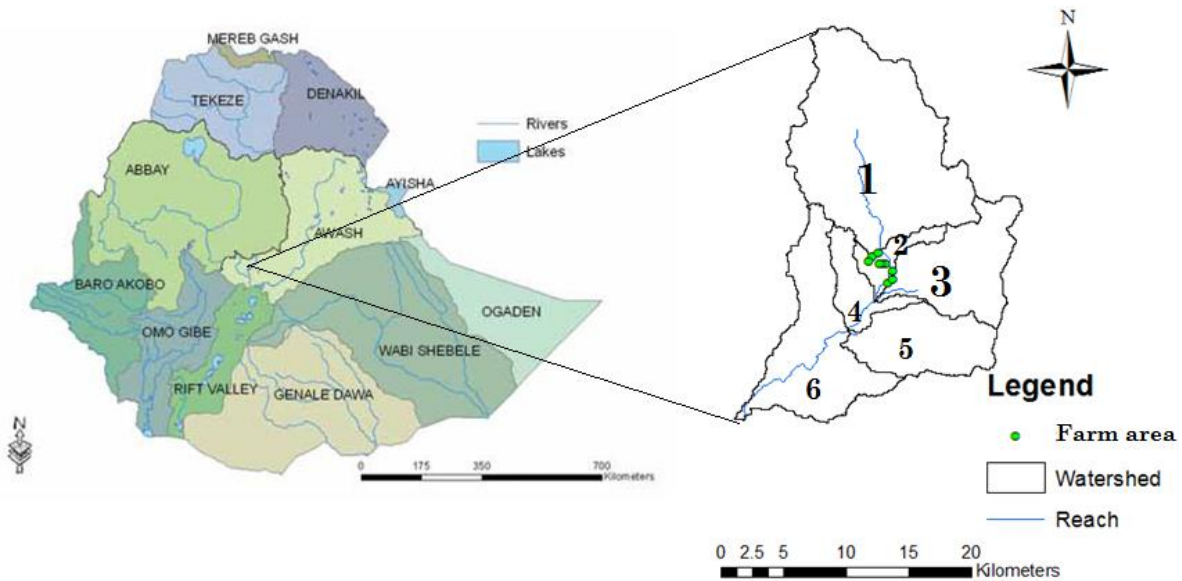 MEREB GASH
TEKEZE
DENAKIL
Rivers
Lakes
ABBAY
AYISHA
AWASH
BARO AKOBO
OGADEN
OMO GIBE
WABI SHEBELE
RIFT VALLEY
GENALE DAWA
N
0 175 350 700
Kilometers
N
1
2
3
4
5
6
Legend
Farm area
Watershed
Reach
0 2.5 5 10 15 20
Kilometers